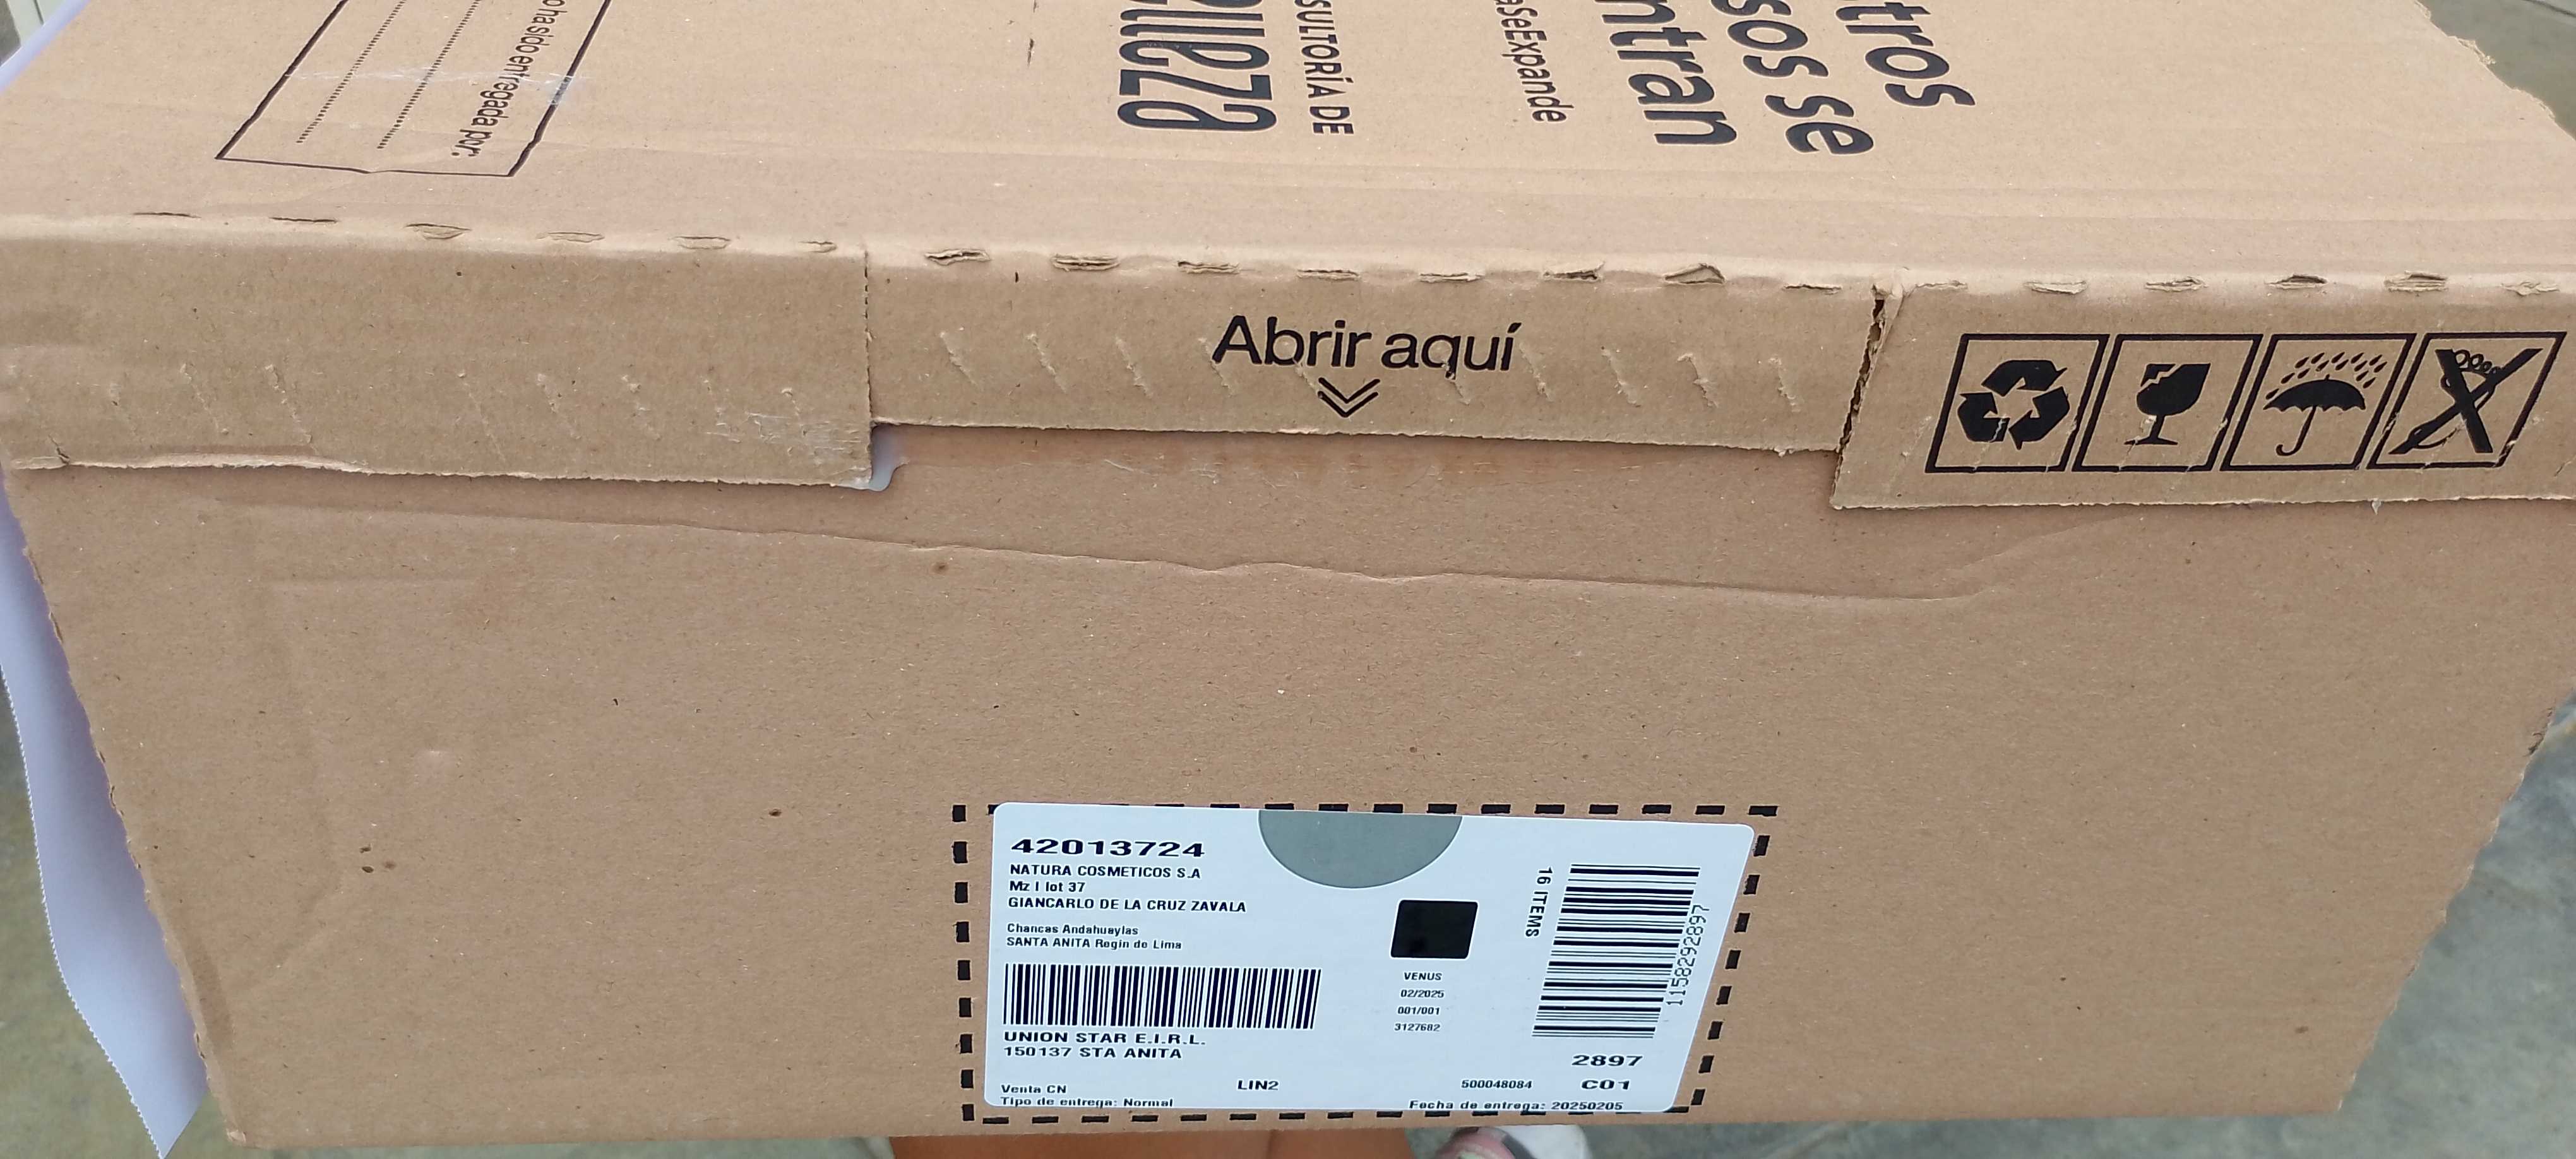 o ha sido entregada por:
SULTORÍA DE
aSeExpande
ntran
sos se
tros
Abrir aquí
42013724
NATURA COSMETICOS S.A
Mz I lot 37
GIANCARLO DE LA CRUZ ZAVALA
Chancas Andahuaylas
SANTA ANITA Regin de Lima
UNION STAR E.I.R.L.
150137 STA ANITA
Venta CN
LIN2
Tipo de entrega: Normal
VENUS
02/2025
001/001
3127682
16 ITEMS
1158292897
2897
500048084
C01
Fecha de entrega: 20250205